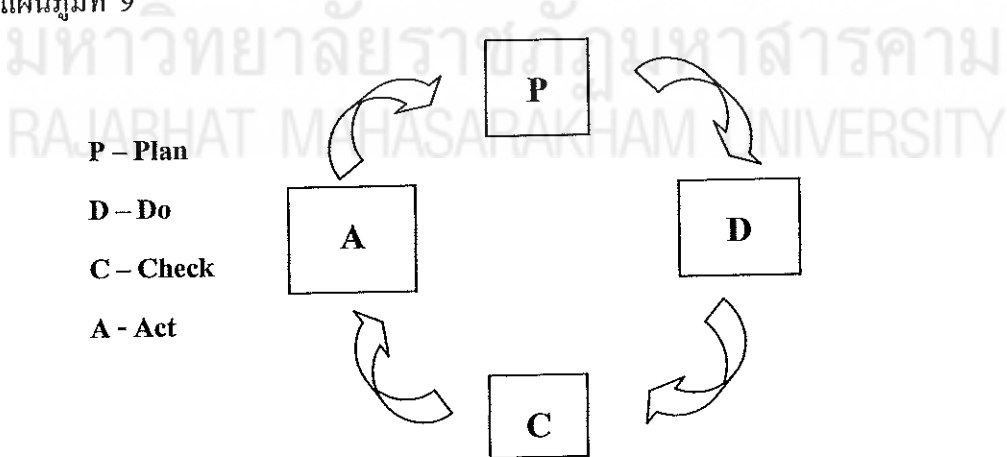 แผนภูมิที่ 9
มหาวิทยาลัยราชภัฏมหาสารคาม
RAJABHAT MAHASARAKHAM UNIVERSITY
P
P – Plan
D – Do
C – Check
A - Act
A
D
C